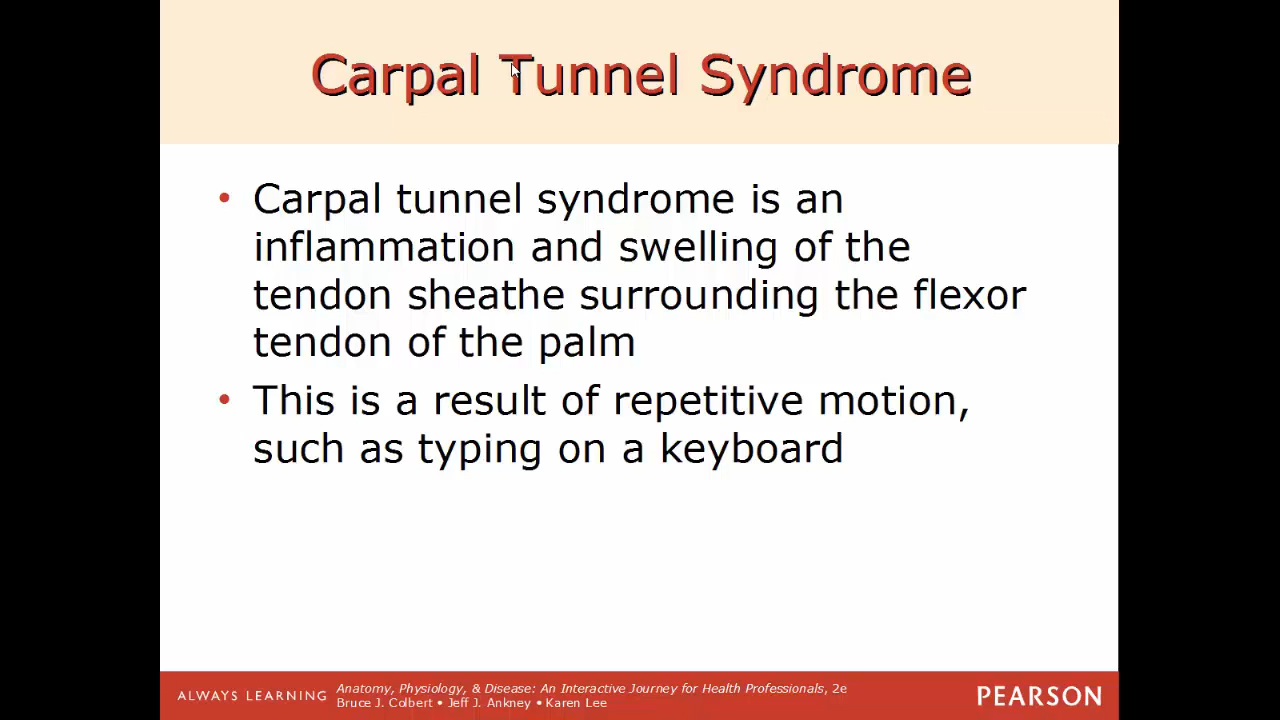 Carpal Tunnel Syndrome
• Carpal tunnel syndrome is an
inflammation and swelling of the
tendon sheathe surrounding the flexor
tendon of the palm
• This is a result of repetitive motion,
such as typing on a keyboard
ALWAYS LEARNING
Anatomy, Physiology, & Disease: An Interactive Journey for Health Professionals, 2e
Bruce J. Colbert • Jeff J. Ankney • Karen Lee
PEARSON